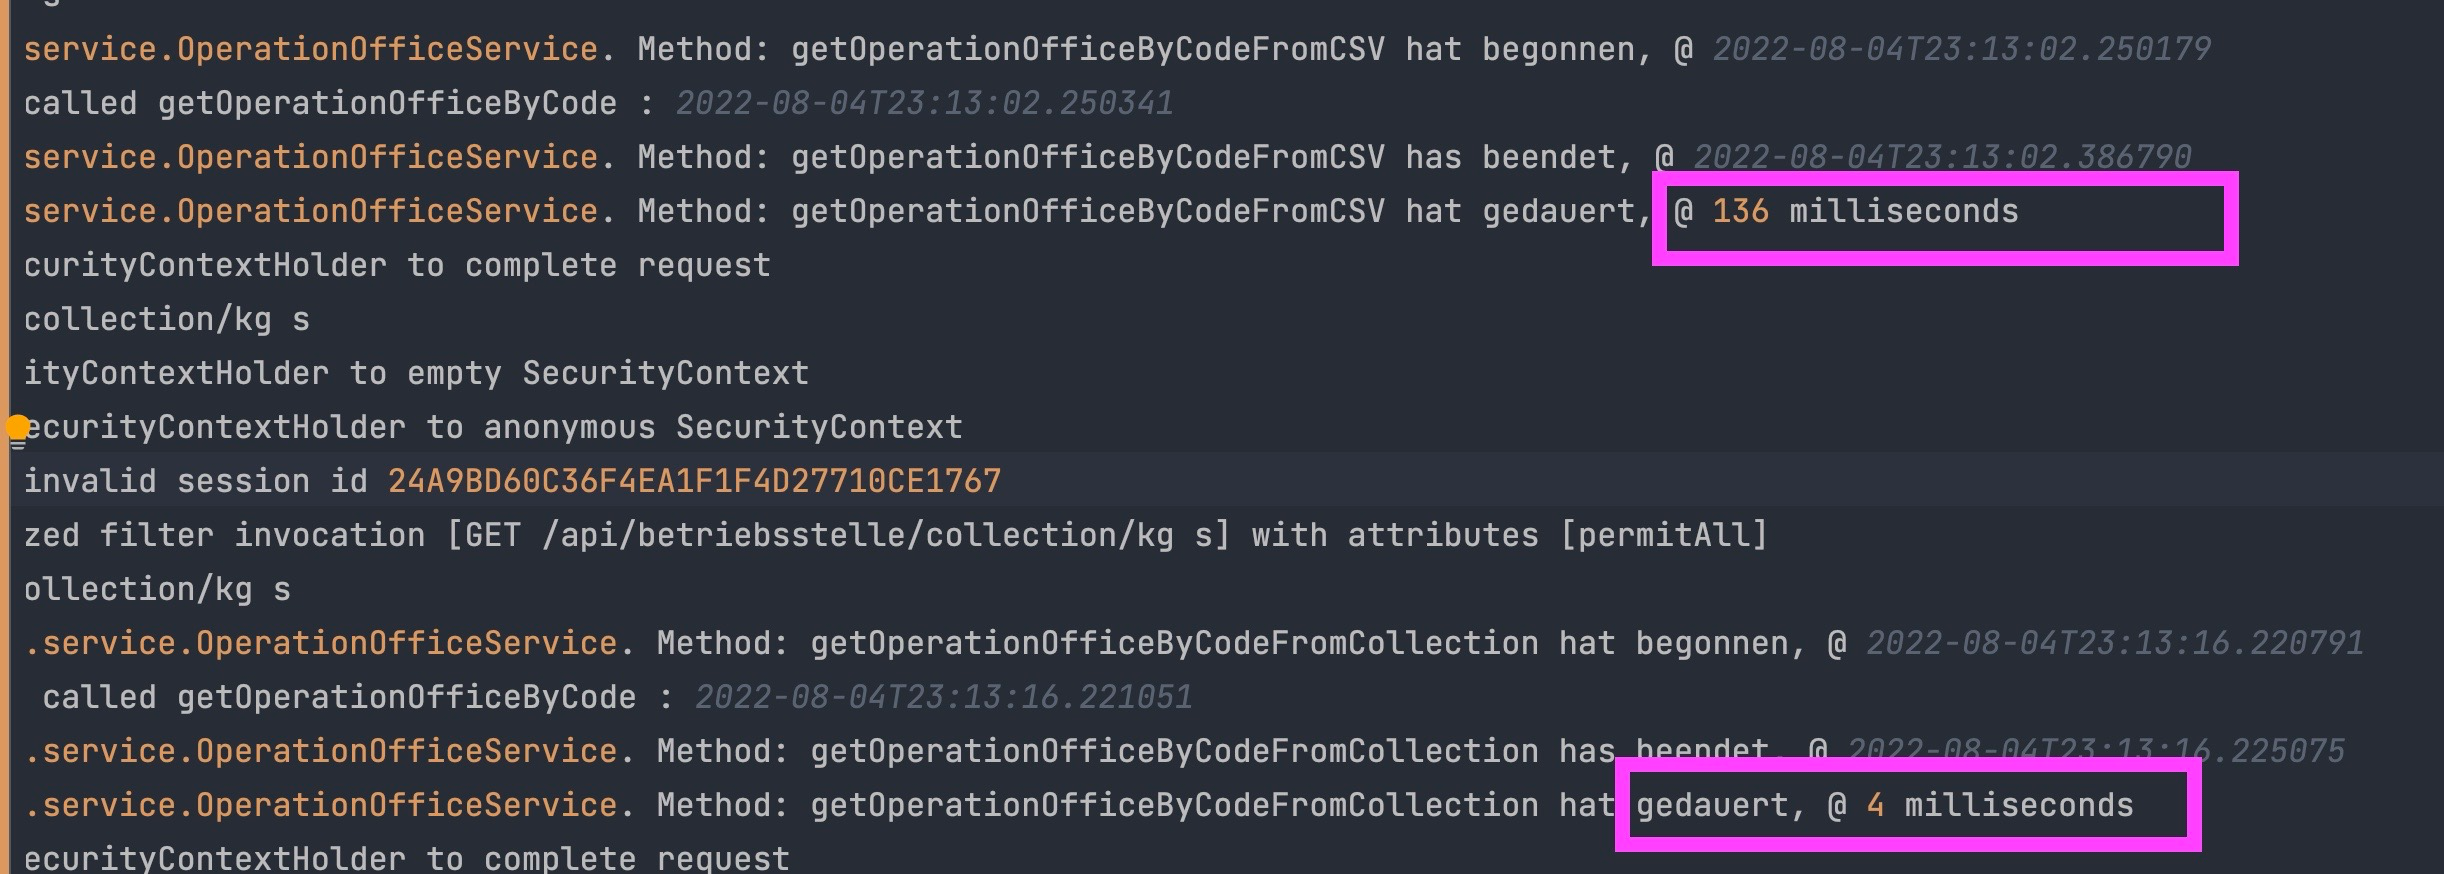 service.OperationOfficeService. Method: getOperationOfficeByCodeFromCSV hat begonnen, @ 2022-08-04T23:13:02.250179
called getOperationOfficeByCode : 2022-08-04T23:13:02.250341
service.OperationOfficeService. Method: getOperationOfficeByCodeFromCSV has beendet, @ 2022-08-04T23:13:02.386790
service.OperationOfficeService. Method: getOperationOfficeByCodeFromCSV hat gedauert, @ 136 milliseconds
curityContextHolder to complete request
collection/kg s
ityContextHolder to empty SecurityContext
ecurityContextHolder to anonymous SecurityContext
invalid session id 24A9BD60C36F4EA1F1F4D27710CE1767
zed filter invocation [GET /api/betriebsstelle/collection/kg s] with attributes [permitAll]
ollection/kg s
.service.OperationOfficeService. Method: getOperationOfficeByCodeFromCollection hat begonnen, @ 2022-08-04T23:13:16.220791
called getOperationOfficeByCode : 2022-08-04T23:13:16.221051
.service.OperationOfficeService. Method: getOperationOfficeByCodeFromCollection has beendet, @ 2022-08-04T23:13:16.225075
.service.OperationOfficeService. Method: getOperationOfficeByCodeFromCollection hat gedauert, @ 4 milliseconds
ecurityContextHolder to complete request